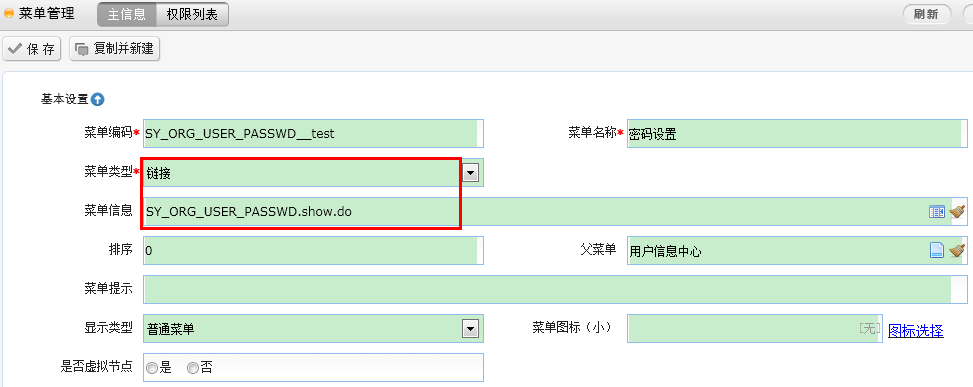 菜单管理 主信息 权限列表 刷新
保存 复制并新建
基本设置
菜单编码* SY_ORG_USER_PASSWD__test 菜单名称* 密码设置
菜单类型* 链接
菜单信息 SY_ORG_USER_PASSWD.show.do
排序 0 父菜单 用户信息中心
菜单提示
显示类型 普通菜单 菜单图标（小） [无] 图标选择
是否虚拟节点 是 否